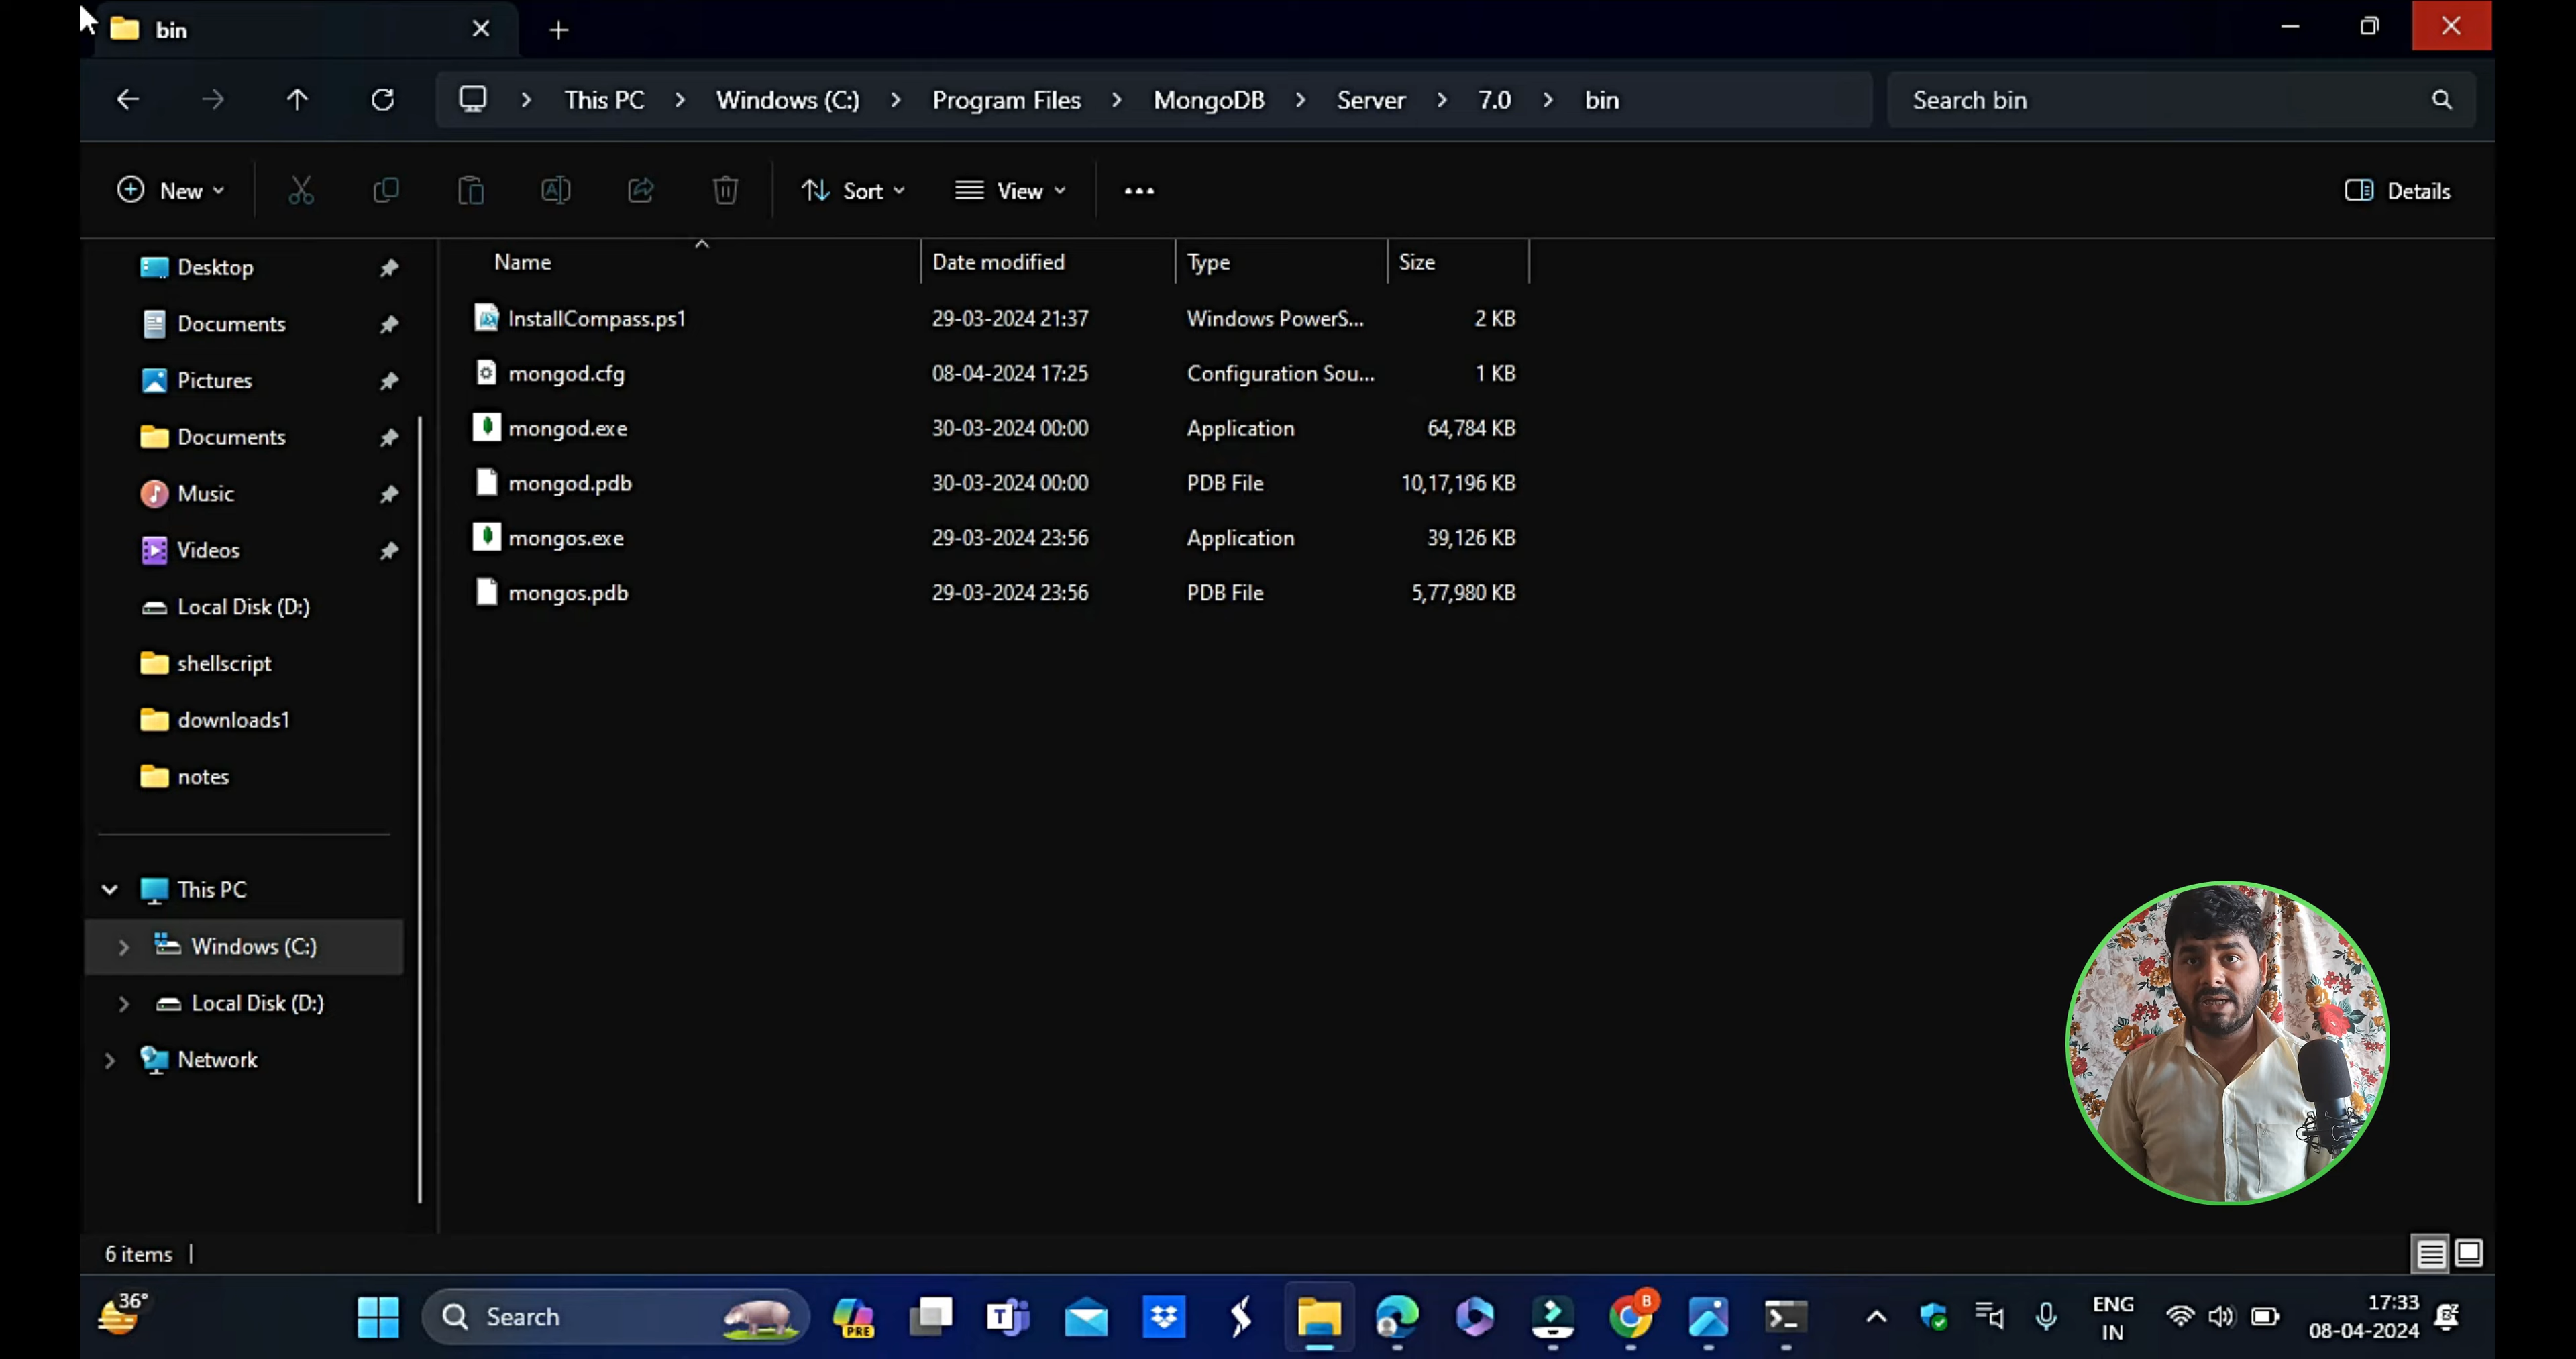 bin
This PC > Windows (C:) > Program Files > MongoDB > Server > 7.0 > bin
Search bin
New
Sort
View
Details
Name Date modified Type Size
InstallCompass.ps1 29-03-2024 21:37 Windows PowerS... 2 KB
mongod.cfg 08-04-2024 17:25 Configuration Sou... 1 KB
mongod.exe 30-03-2024 00:00 Application 64,784 KB
mongod.pdb 30-03-2024 00:00 PDB File 10,17,196 KB
mongos.exe 29-03-2024 23:56 Application 39,126 KB
mongos.pdb 29-03-2024 23:56 PDB File 5,77,980 KB
Desktop
Documents
Pictures
Documents
Music
Videos
Local Disk (D:)
shellscript
downloads1
notes
This PC
Windows (C:)
Local Disk (D:)
Network
6 items
36°
Search
PRE
T
B
ENG
IN
17:33
08-04-2024